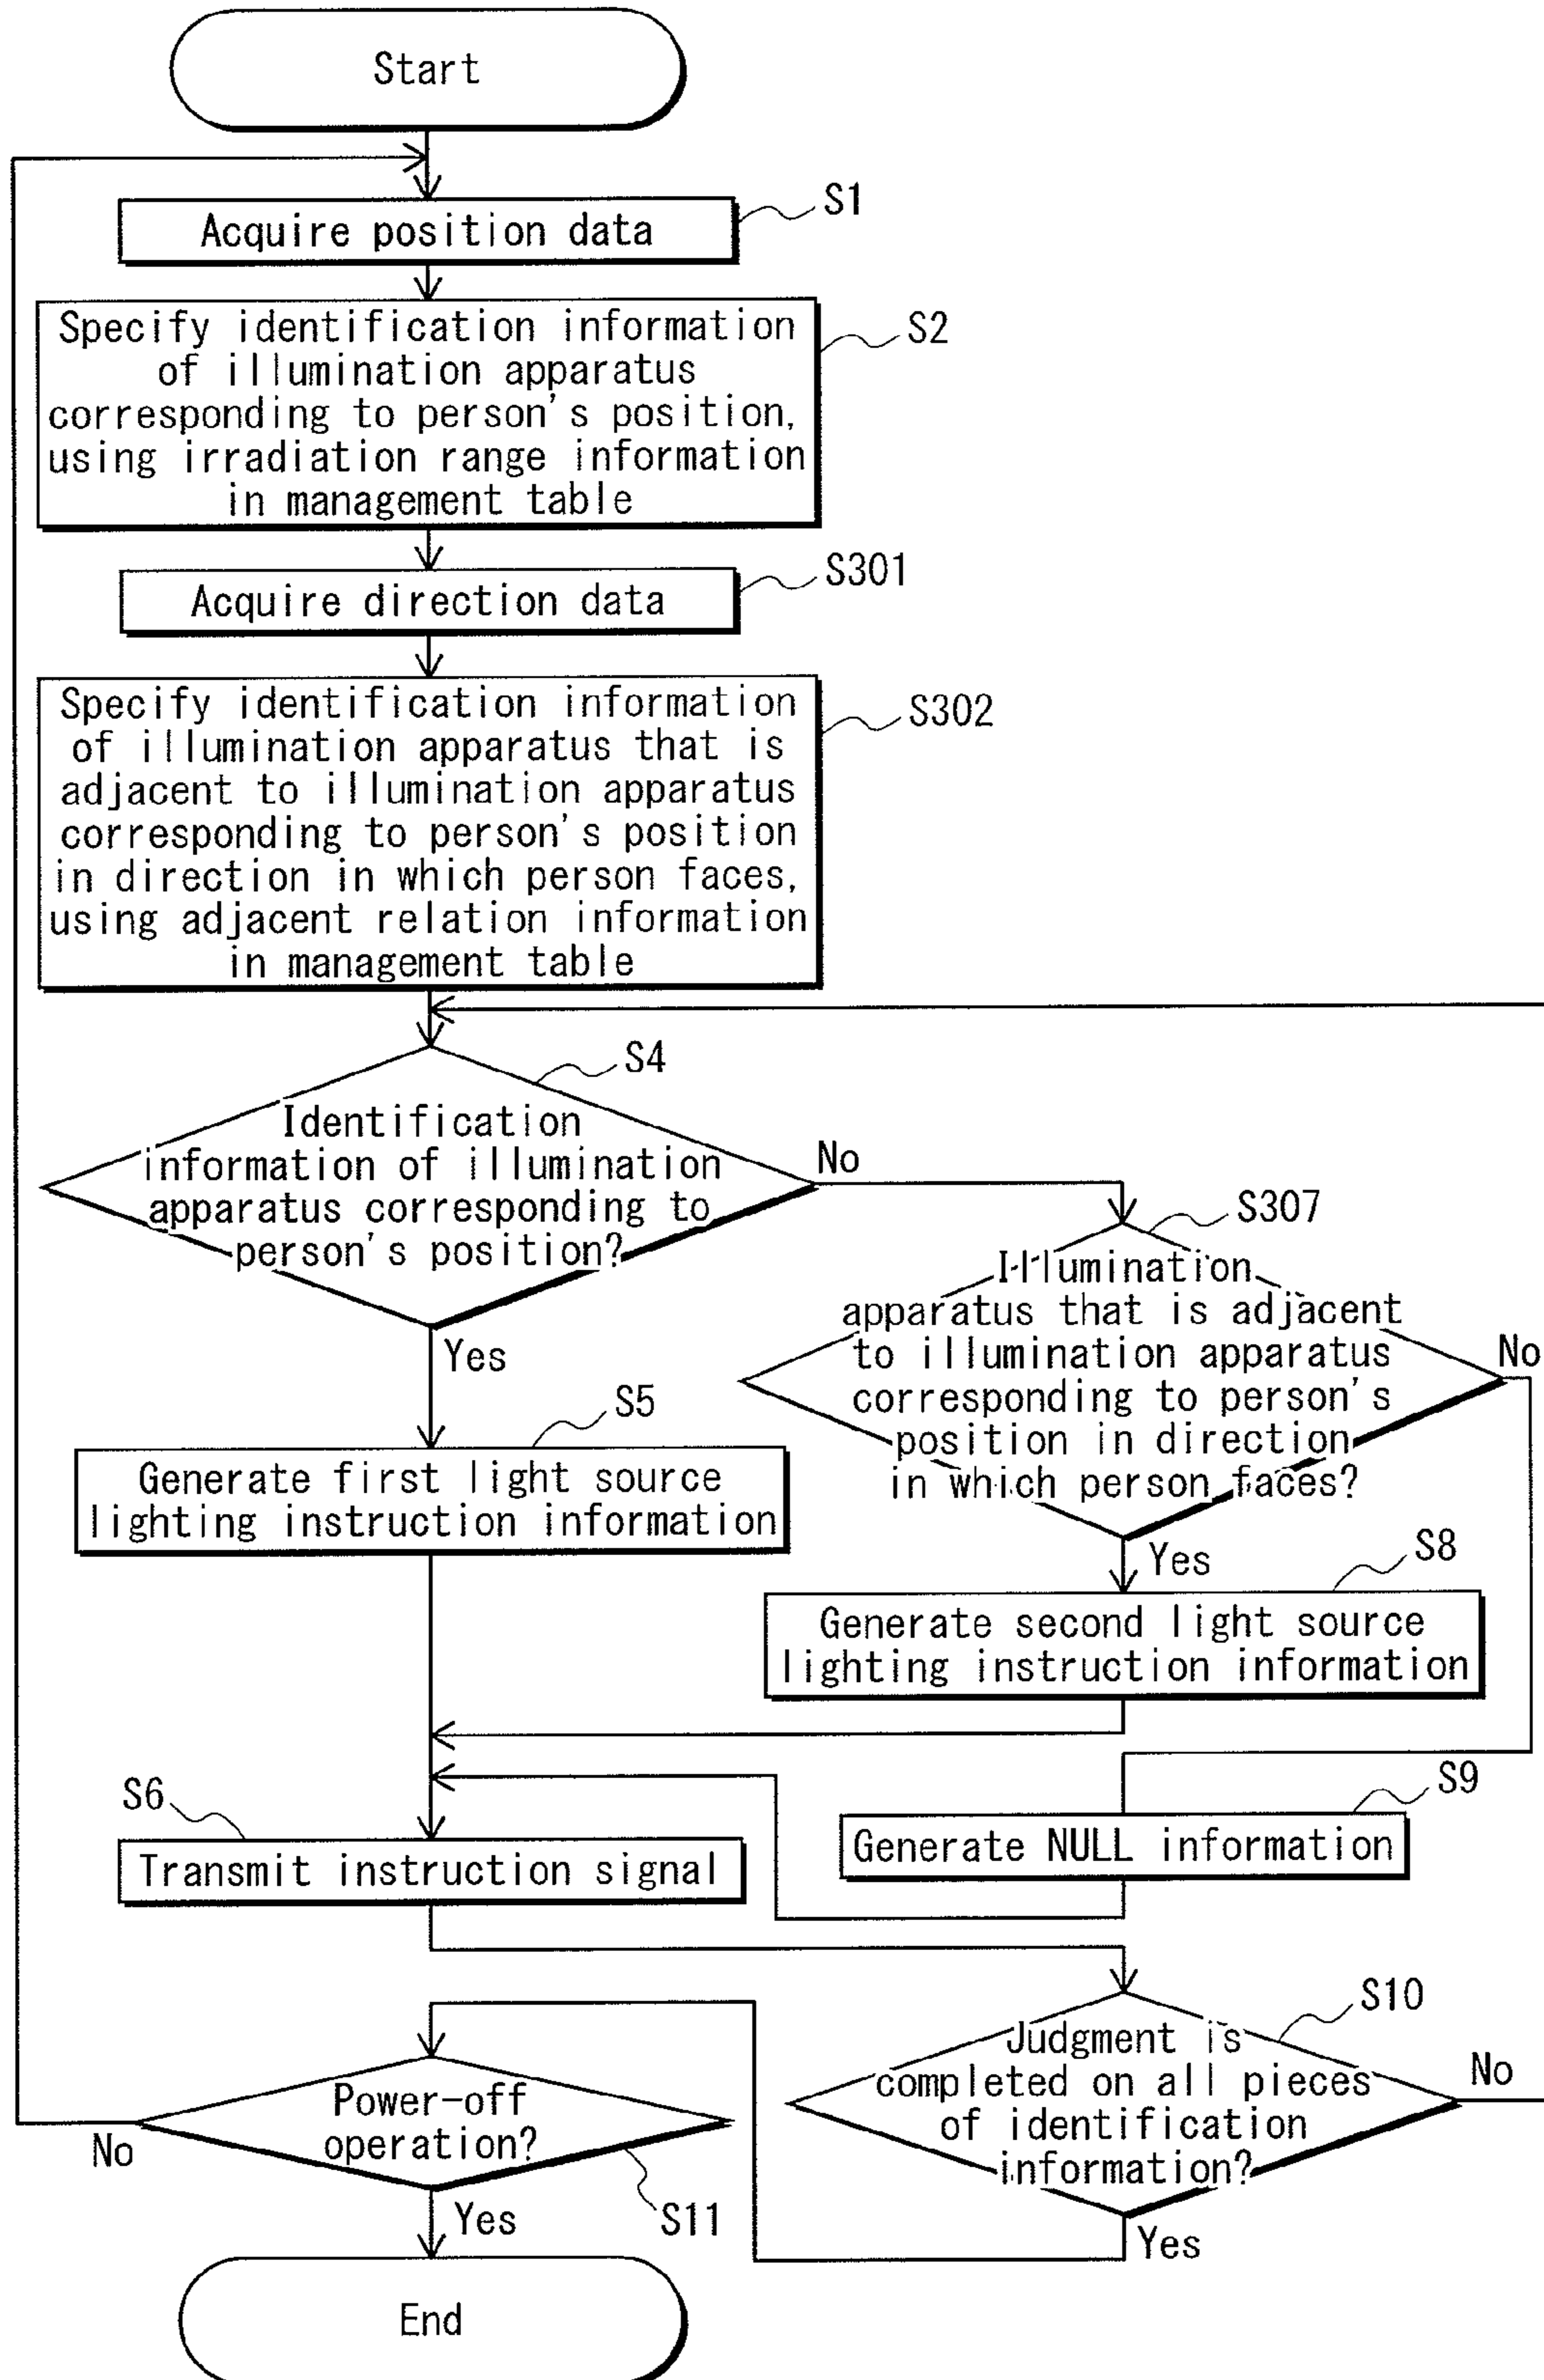 Start
Acquire position data
S1
Specify identification information
of illumination apparatus
corresponding to person's position,
using irradiation range information
in management table
S2
Acquire direction data
S301
Specify identification information
of illumination apparatus that is
adjacent to illumination apparatus
corresponding to person's position
in direction in which person faces,
using adjacent relation information
in management table
S302
S4
Identification
information of illumination
apparatus corresponding to
person's position?
No
Yes
S307
Illumination
apparatus that is adjacent
to illumination apparatus
corresponding to person's
position in direction
in which person faces?
No
Yes
S5
Generate first light source
lighting instruction information
S8
Generate second light source
lighting instruction information
S6
Transmit instruction signal
S9
Generate NULL information
S10
Judgment is
completed on all pieces
of identification
information?
No
Yes
Power-off
operation?
No
S11
Yes
End